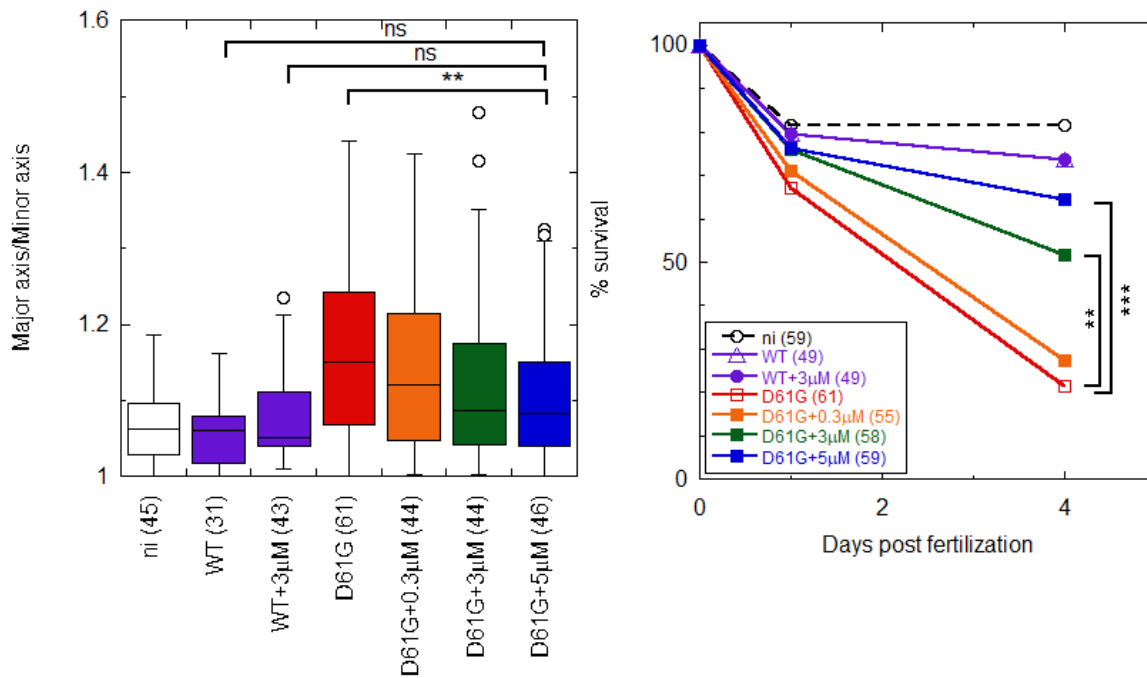 1.6
1.4
1.2
1
Major axis/Minor axis
ns
ns
**
ni (45)
WT (31)
WT+3μM (43)
D61G (61)
D61G+0.3μM (44)
D61G+3μM (44)
D61G+5μM (46)
100
50
0
% survival
ni (59)
WT (49)
WT+3μM (49)
D61G (61)
D61G+0.3μM (55)
D61G+3μM (58)
D61G+5μM (59)
**
***
0
2
4
Days post fertilization